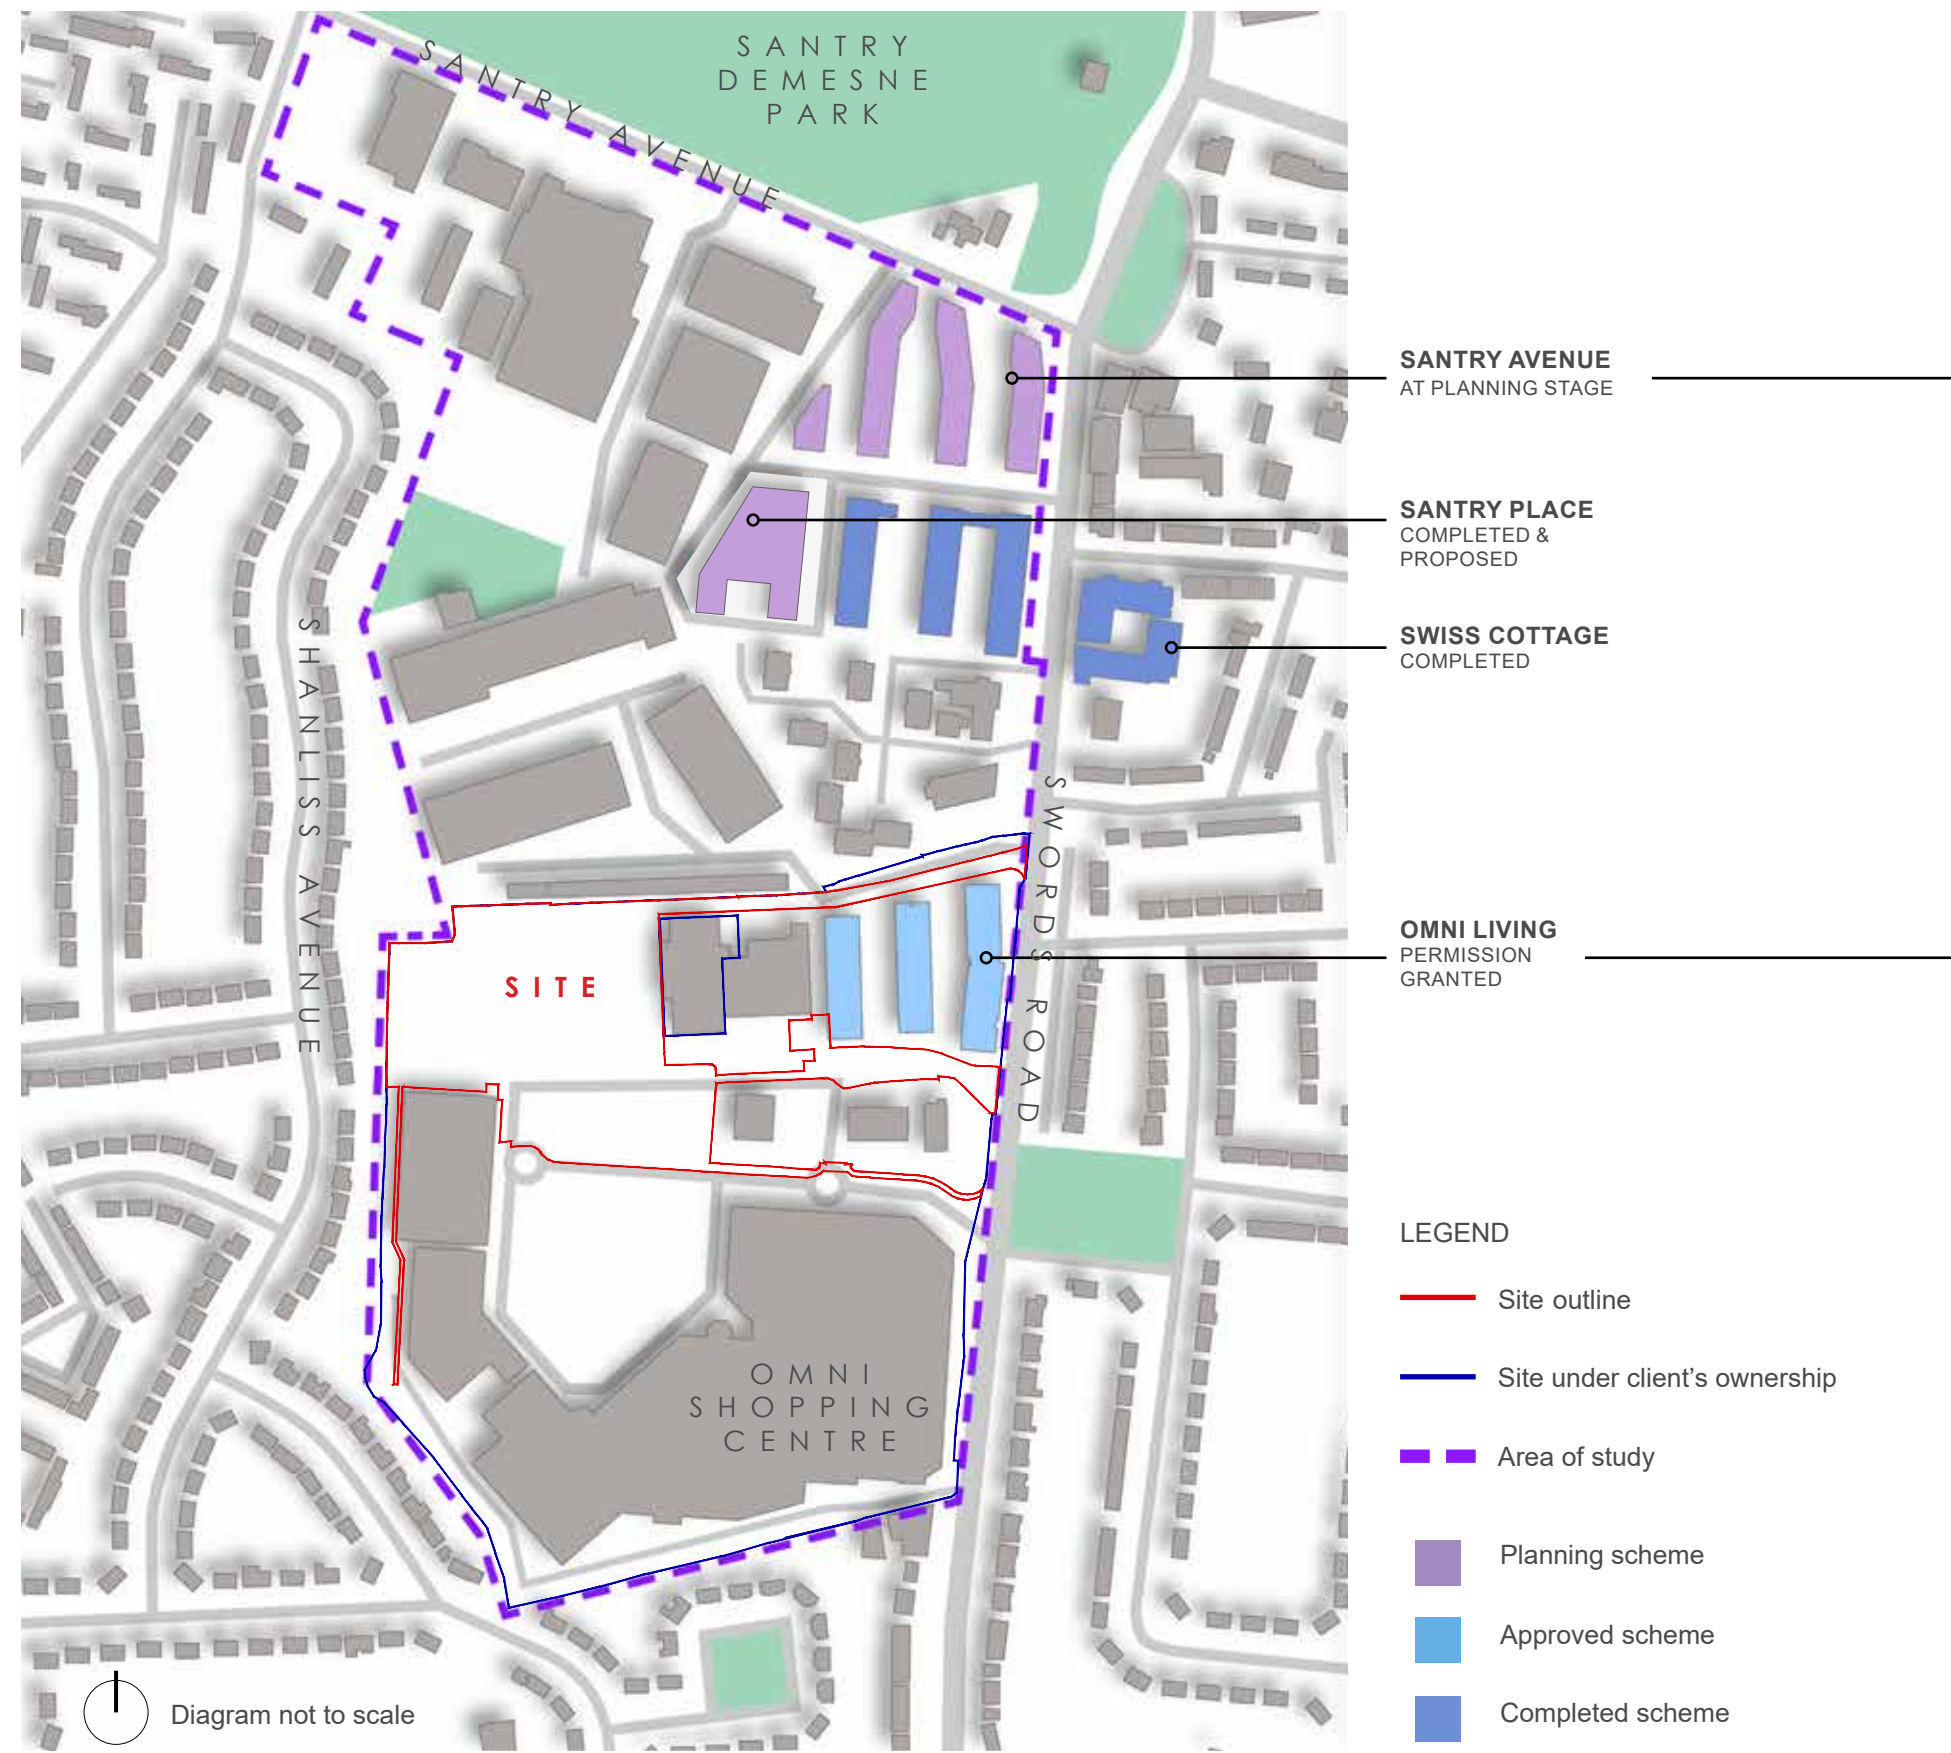 SANTRY
DEMESNE
PARK
SANTRY AVENUE
SANTRY AVENUE
AT PLANNING STAGE
SANTRY PLACE
COMPLETED &
PROPOSED
SWISS COTTAGE
COMPLETED
SHANLISS AVENUE
SWORDS ROAD
OMNI LIVING
PERMISSION
GRANTED
SITE
OMNI
SHOPPING
CENTRE
LEGEND
Site outline
Site under client’s ownership
Area of study
Planning scheme
Approved scheme
Completed scheme
Diagram not to scale